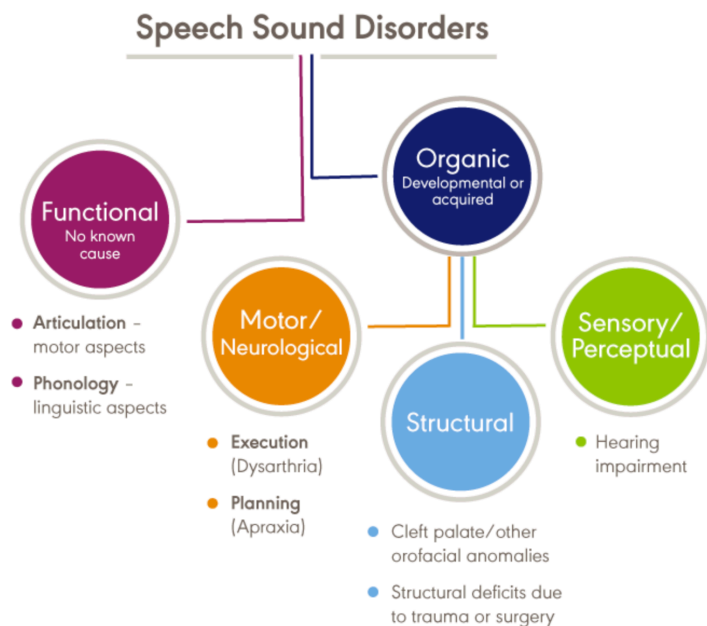 Speech Sound Disorders
Organic
Developmental or
acquired
Functional
No known
cause
Articulation –
motor aspects
Phonology –
linguistic aspects
Motor/
Neurological
Execution
(Dysarthria)
Planning
(Apraxia)
Structural
Cleft palate/other
orofacial anomalies
Structural deficits due
to trauma or surgery
Sensory/
Perceptual
Hearing
impairment